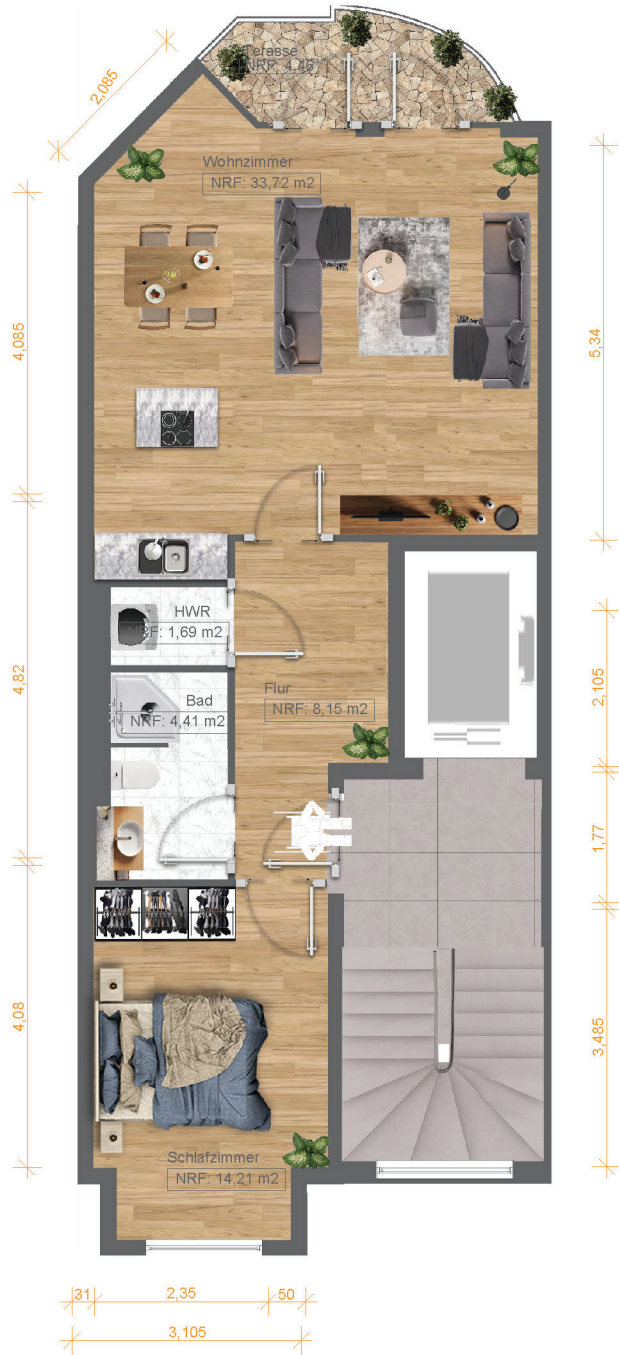 Terasse
NRF: 4.46
2,085
Wohnzimmer
NRF: 33,72 m2
4,085
5,34
HWR
NRF: 1,69 m2
4,82
2,105
Flur
NRF: 8,15 m2
Bad
NRF: 4,41 m2
1,77
4,08
3,485
Schlafzimmer
NRF: 14,21 m2
31 2,35 50
3,105